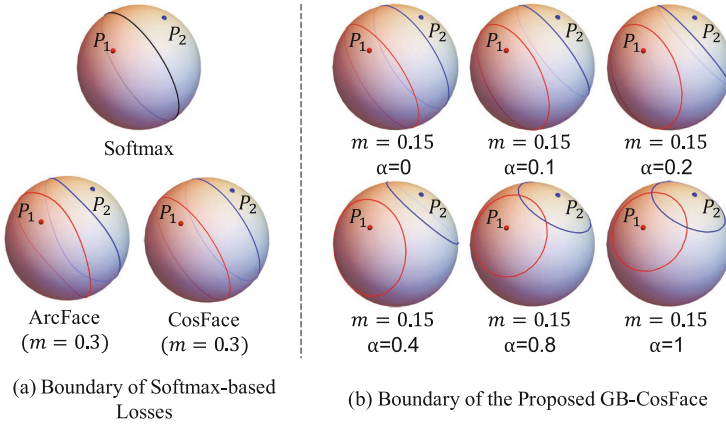 P₁ P₂
Softmax
P₁ P₂
P₁ P₂
ArcFace
(m = 0.3)
CosFace
(m = 0.3)
(a) Boundary of Softmax-based
Losses
P₁ P₂
P₁ P₂
P₁ P₂
m = 0.15
α=0
m = 0.15
α=0.1
m = 0.15
α=0.2
P₁ P₂
P₁ P₂
P₁ P₂
m = 0.15
α=0.4
m = 0.15
α=0.8
m = 0.15
α=1
(b) Boundary of the Proposed GB-CosFace